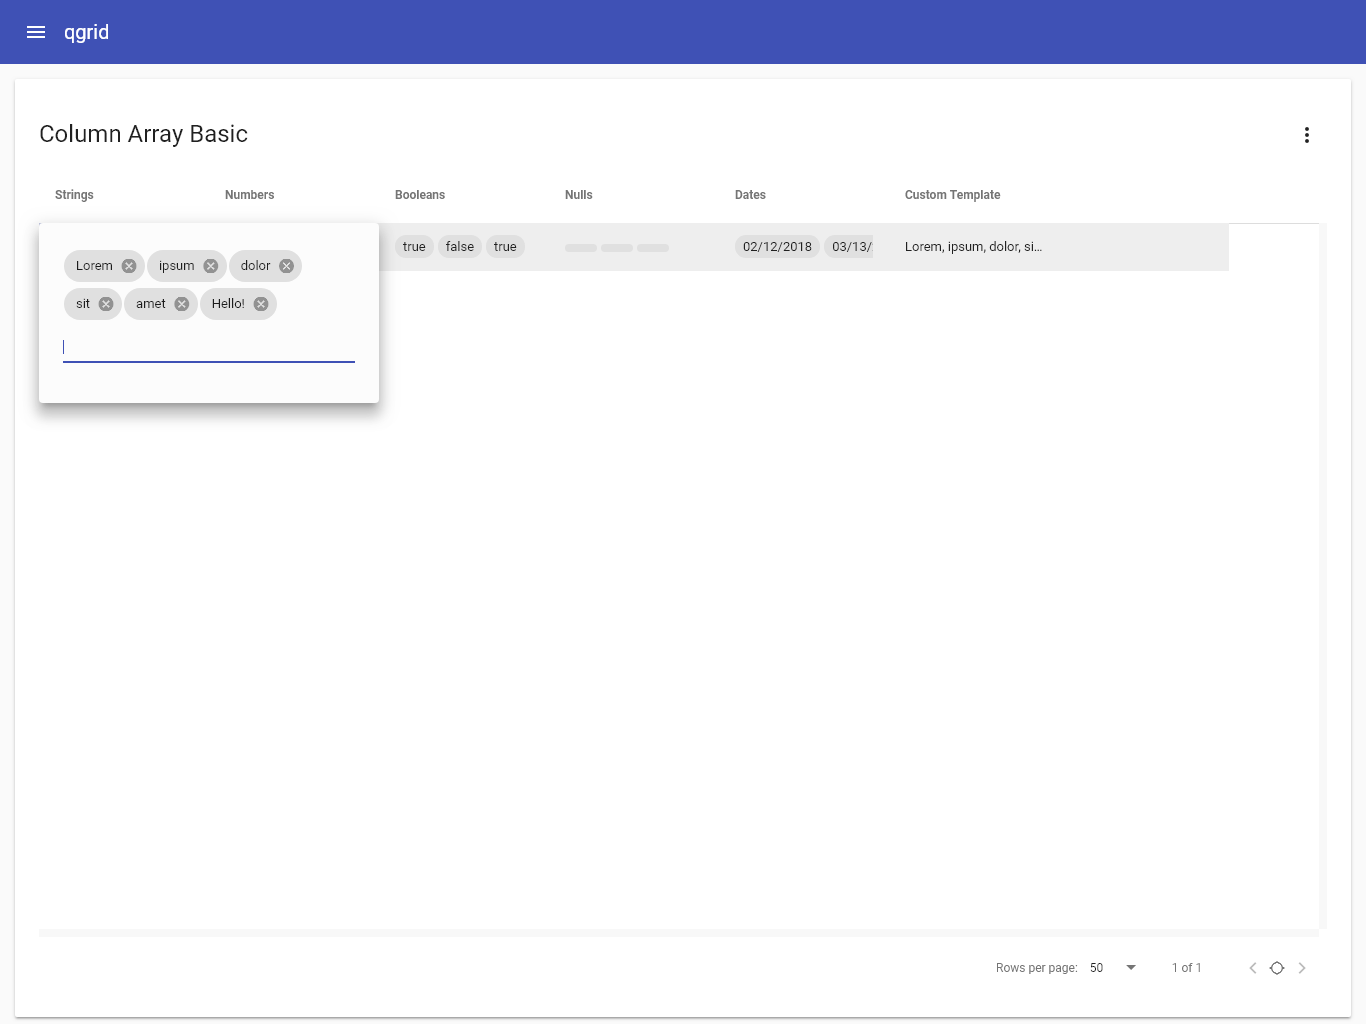 qgrid
Column Array Basic
Strings Numbers Booleans Nulls Dates Custom Template
true false true 02/12/2018 03/13/ Lorem, ipsum, dolor, si...
Lorem ipsum dolor
sit amet Hello!
Rows per page: 50 1 of 1